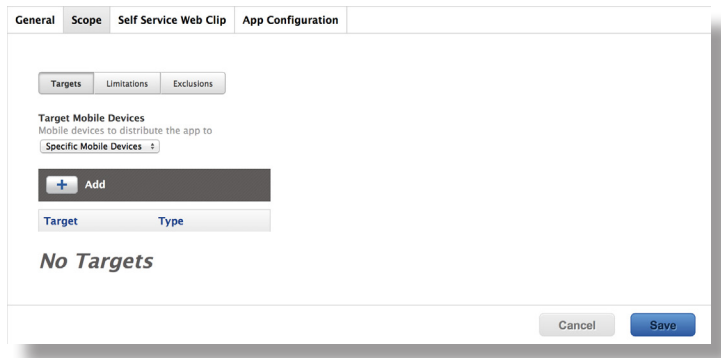 General Scope Self Service Web Clip App Configuration
Targets Limitations Exclusions
Target Mobile Devices
Mobile devices to distribute the app to
Specific Mobile Devices
+ Add
Target Type
No Targets
Cancel Save